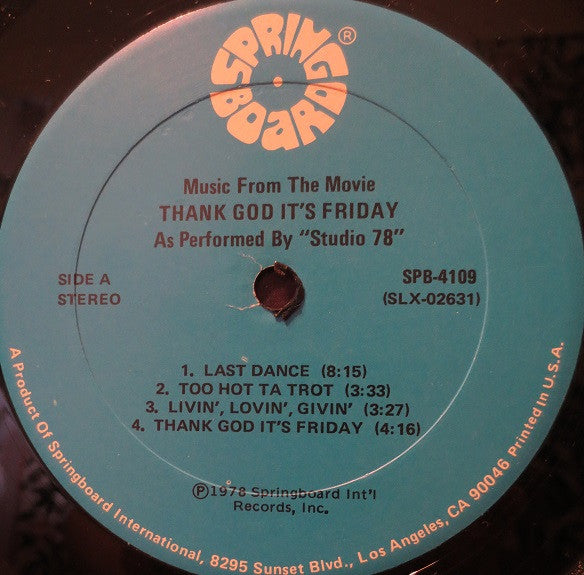 SPRING
BOARD®
Music From The Movie
THANK GOD IT'S FRIDAY
As Performed By "Studio 78"
SIDE A
STEREO
SPB-4109
(SLX-02631)
1. LAST DANCE (8:15)
2. TOO HOT TA TROT (3:33)
3. LIVIN', LOVIN', GIVIN' (3:27)
4. THANK GOD IT'S FRIDAY (4:16)
Ⓟ1978 Springboard Int'l
Records, Inc.
A Product Of Springboard International, 8295 Sunset Blvd., Los Angeles, CA 90046 Printed in U.S.A.